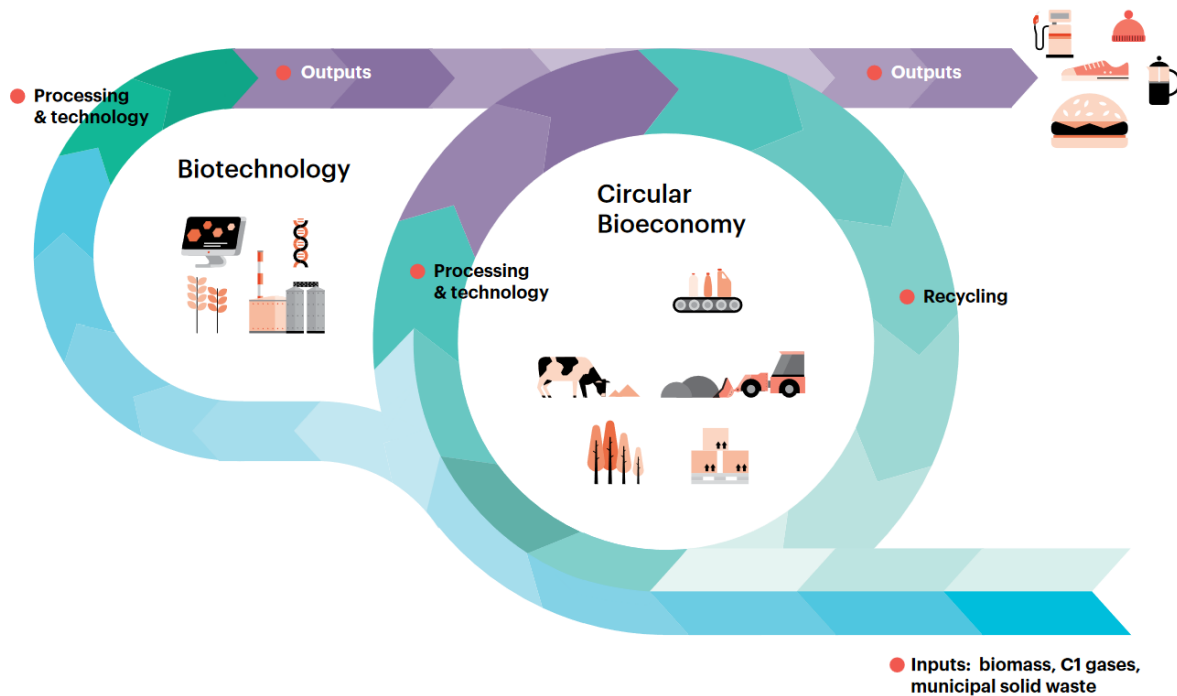 Outputs
Outputs
Processing
& technology
Biotechnology
Circular
Bioeconomy
Processing
& technology
Recycling
Inputs:  biomass, C1 gases,
municipal solid waste